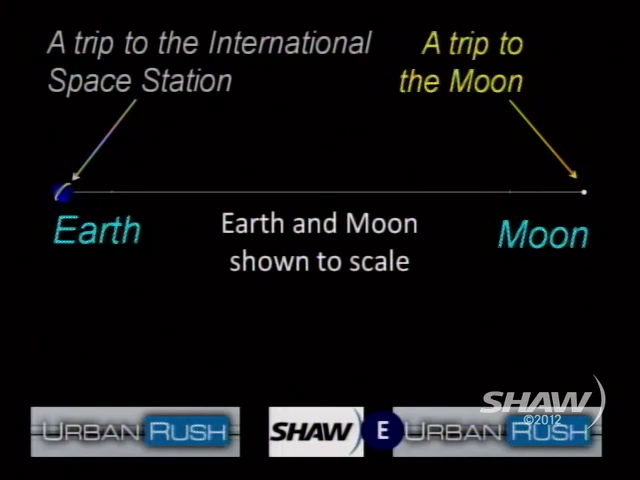 A trip to the International
Space Station
A trip to
the Moon
Earth
Earth and Moon
shown to scale
Moon
SHAW)
©2012
URBAN RUSH
SHAW)
E
URBAN RUSH